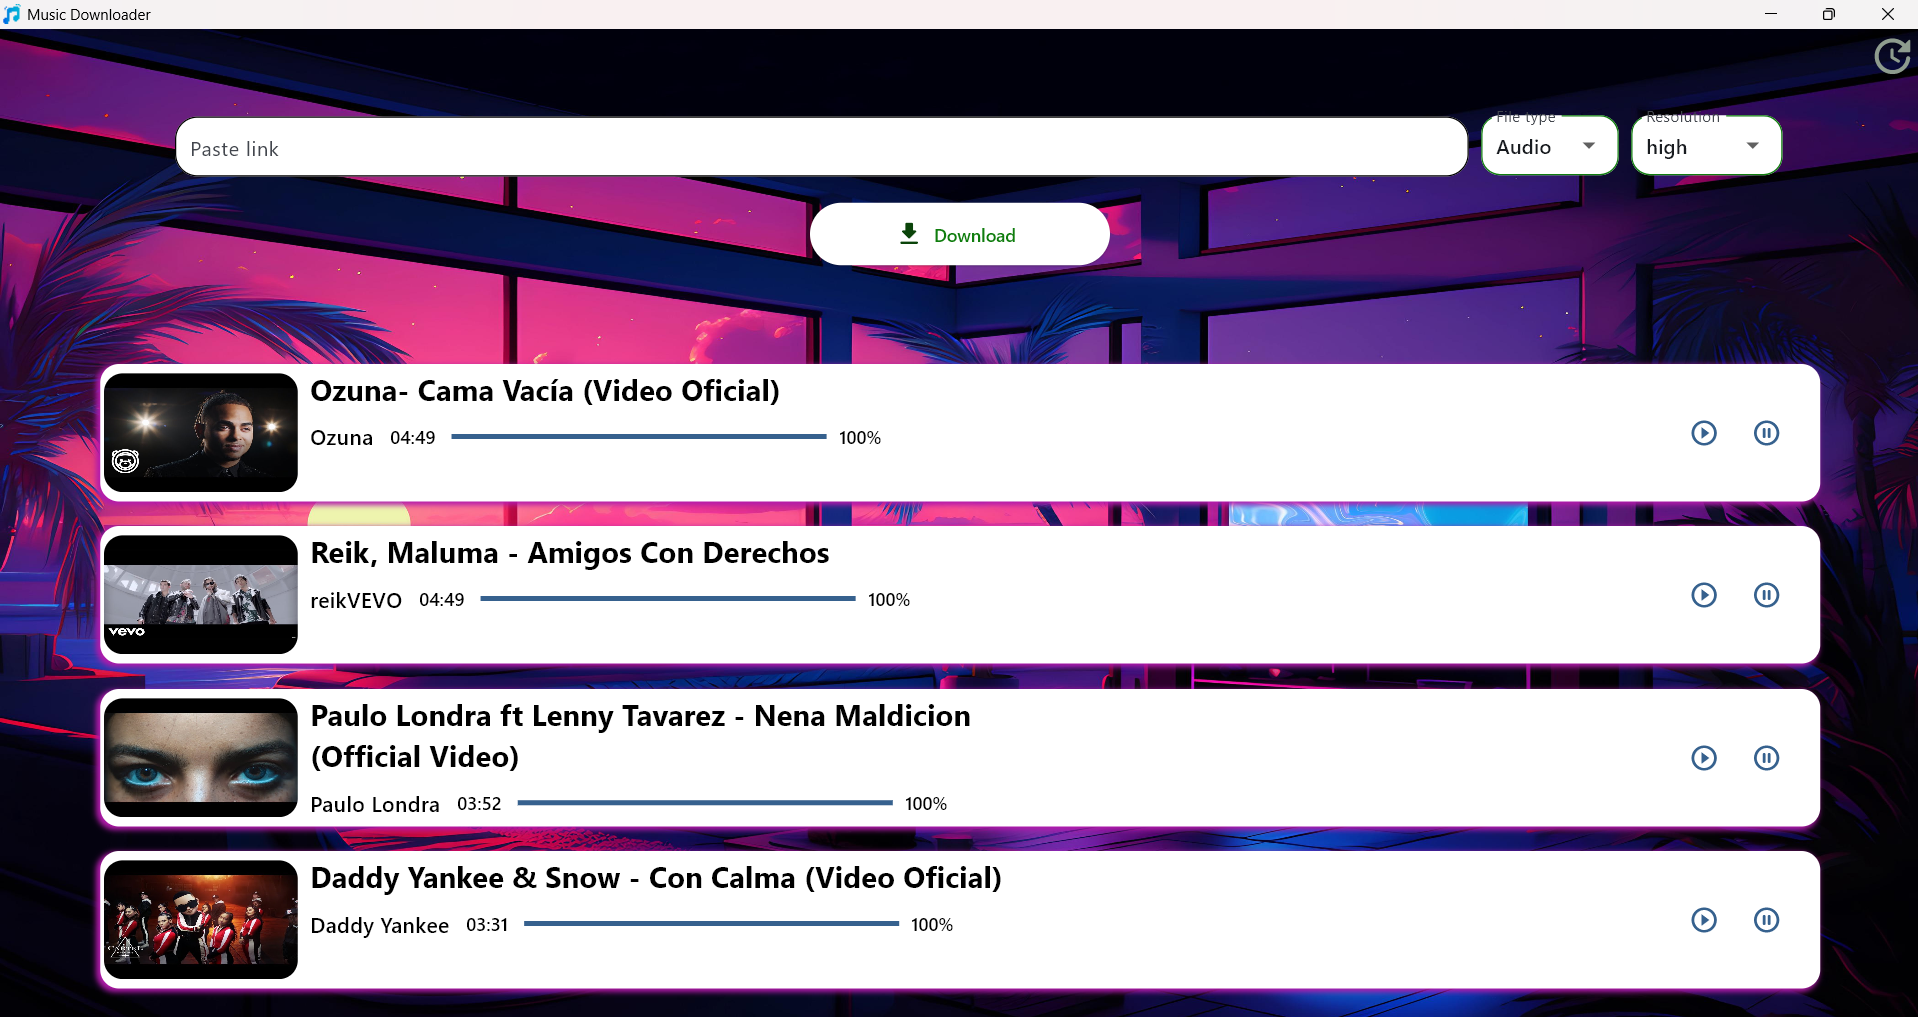 Music Downloader
File type
Resolution
Paste link
Audio
high
Download
Ozuna- Cama Vacía (Video Oficial)
Ozuna 04:49 100%
Reik, Maluma - Amigos Con Derechos
reikVEVO 04:49 100%
vevo
Paulo Londra ft Lenny Tavarez - Nena Maldicion
(Official Video)
Paulo Londra 03:52 100%
Daddy Yankee & Snow - Con Calma (Video Oficial)
Daddy Yankee 03:31 100%